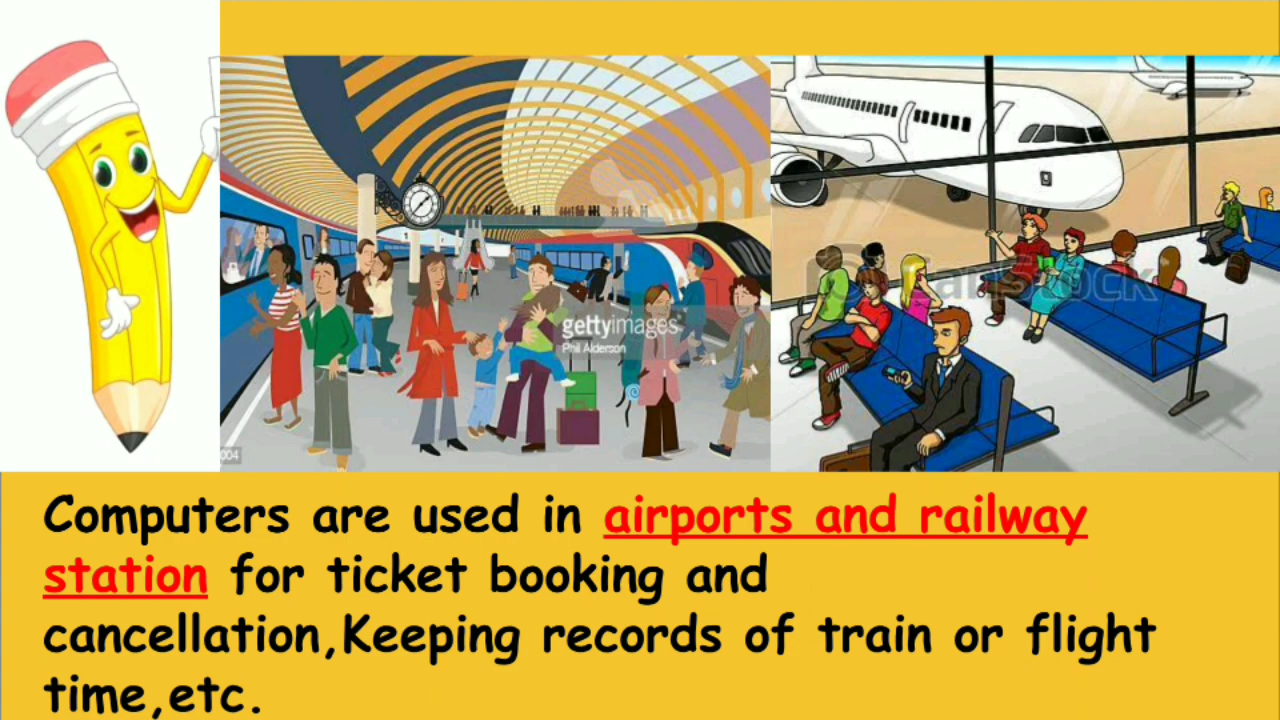 gettyimages
Phil Alderson
004
Computers are used in airports and railway
station for ticket booking and
cancellation,Keeping records of train or flight
time,etc.